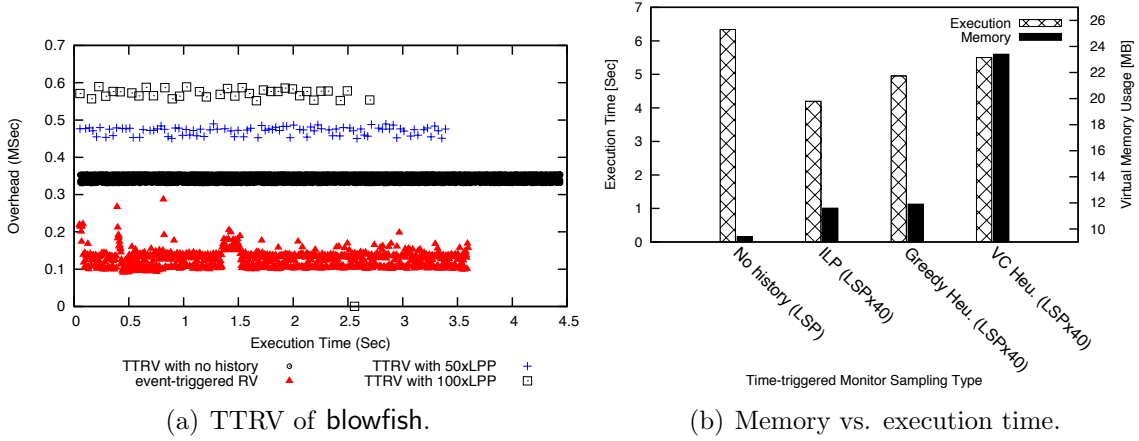 0.7
0.6
0.5
0.4
0.3
0.2
0.1
0
Overhead (MSec)
0 0.5 1 1.5 2 2.5 3 3.5 4 4.5
Execution Time (Sec)
TTRV with no history
event-triggered RV
TTRV with 50xLPP
TTRV with 100xLPP
(a) TTRV of blowfish.
7
6
5
4
3
2
1
0
Execution Time [Sec]
Execution
Memory
26
24
22
20
18
16
14
12
10
Virtual Memory Usage [MB]
No history (LSP)
ILP (LSPx40)
Greedy Heu. (LSPx40)
VC Heu. (LSPx40)
Time-triggered Monitor Sampling Type
(b) Memory vs. execution time.